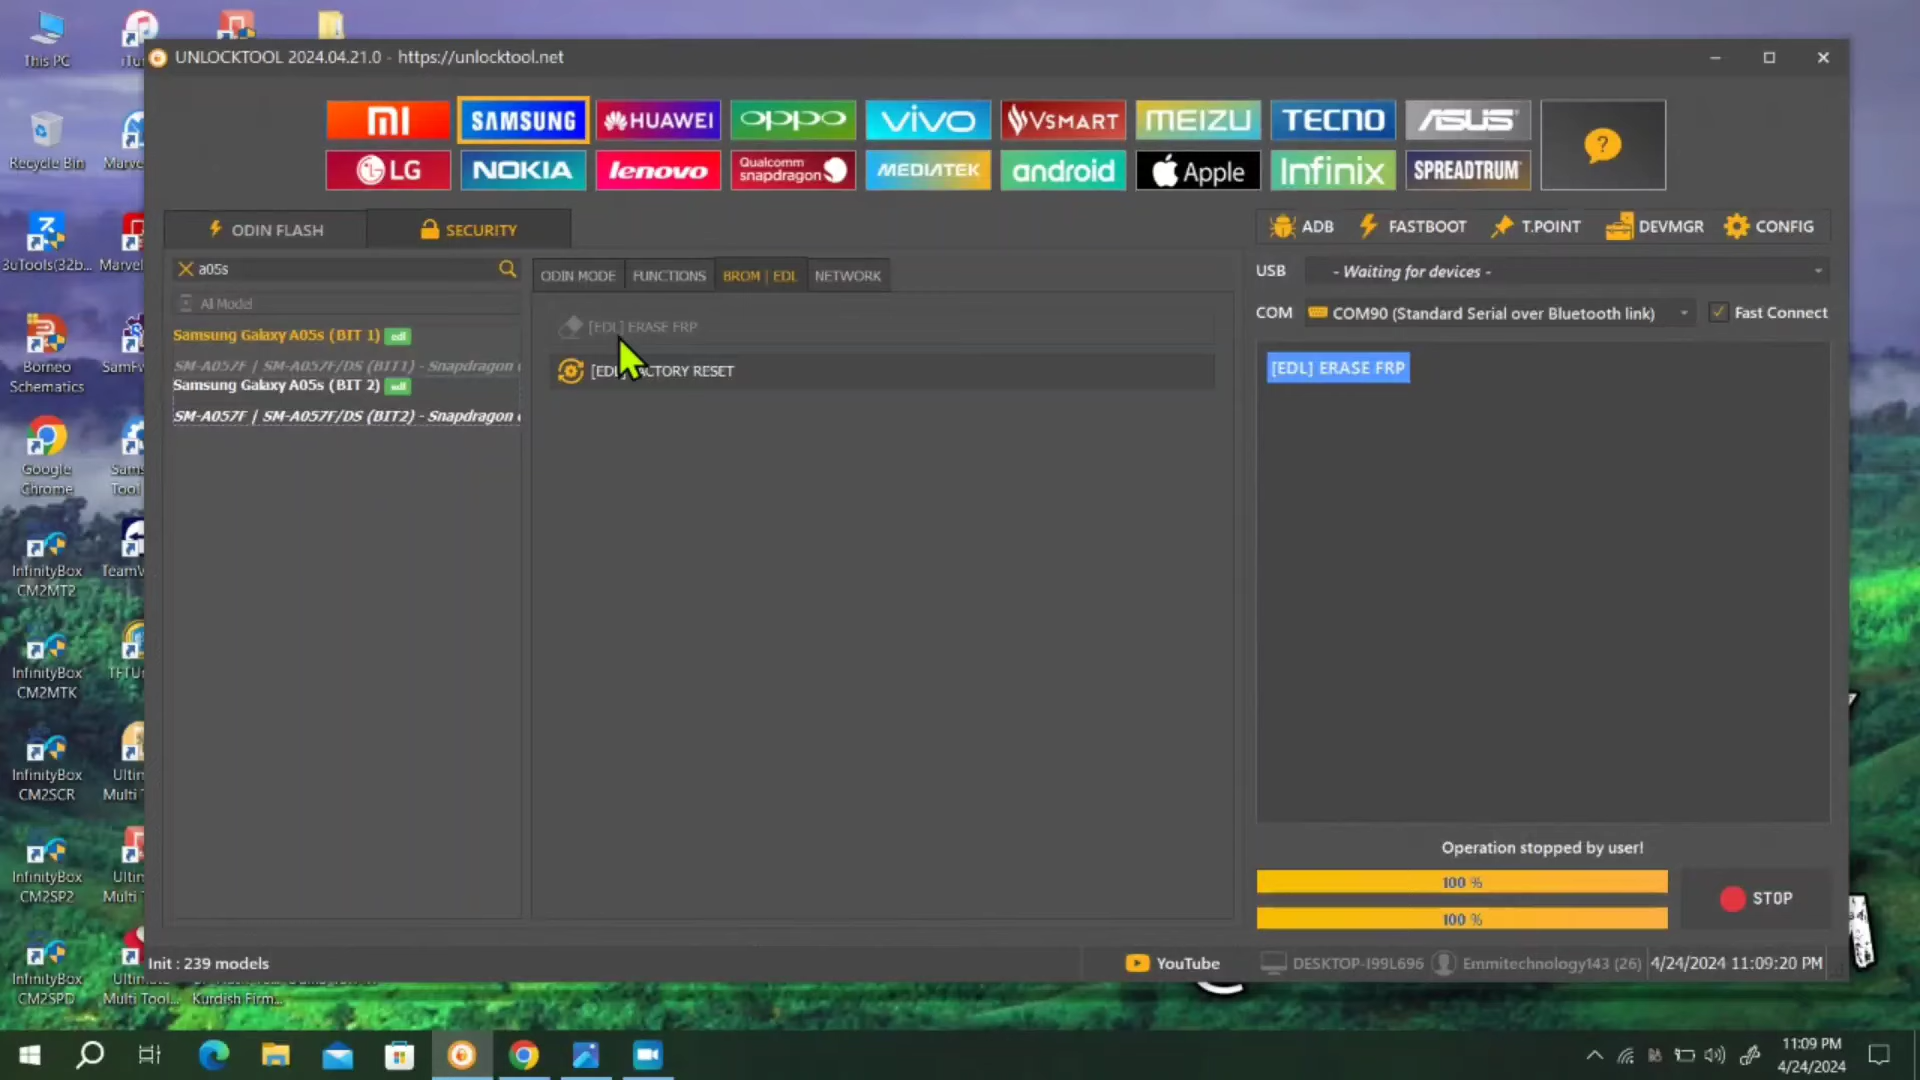 This PC
Recycle Bin
3uTools(32b...
Marvel
Borneo
Schematics
Google
Chrome
InfinityBox
CM2MT2
InfinityBox
CM2MTK
InfinityBox
CM2SCR
InfinityBox
CM2SP2
InfinityBox
CM2SPD
Multi Tool...
Kurdish Firm...
UNLOCKTOOL 2024.04.21.0 - https://unlocktool.net
MI
SAMSUNG
HUAWEI
oppo
vivo
VSMART
MEIZU
TECNO
ASUS
?
LG
NOKIA
lenovo
Qualcomm
snapdragon
MEDIATEK
android
Apple
Infinix
SPREADTRUM
ODIN FLASH
SECURITY
ADB
FASTBOOT
T.POINT
DEVMGR
CONFIG
a05s
All Model
Samsung Galaxy A05s (BIT 1) edl
SM-A057F | SM-A057F/DS (BIT1) - Snapdragon
Samsung Galaxy A05s (BIT 2) edl
SM-A057F | SM-A057F/DS (BIT2) - Snapdragon
ODIN MODE
FUNCTIONS
BROM | EDL
NETWORK
[EDL] ERASE FRP
USB
- Waiting for devices -
COM
COM90 (Standard Serial over Bluetooth link)
Fast Connect
[EDL] ERASE FRP
Operation stopped by user!
100 %
100 %
STOP
Init : 239 models
YouTube
DESKTOP-I99L696
Emmitechnology143 (26)
4/24/2024 11:09:20 PM
11:09 PM
4/24/2024